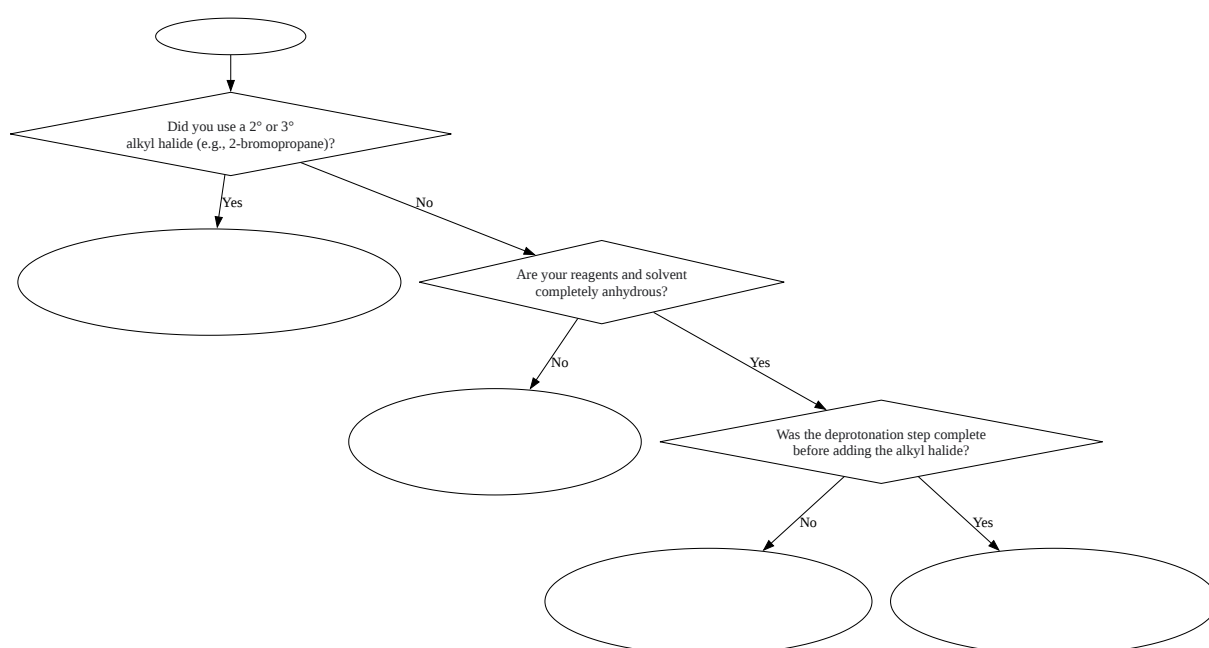 Did you use a 2° or 3°
alkyl halide (e.g., 2-bromopropane)?
Yes
No
Are your reagents and solvent
completely anhydrous?
No
Yes
Was the deprotonation step complete
before adding the alkyl halide?
No
Yes